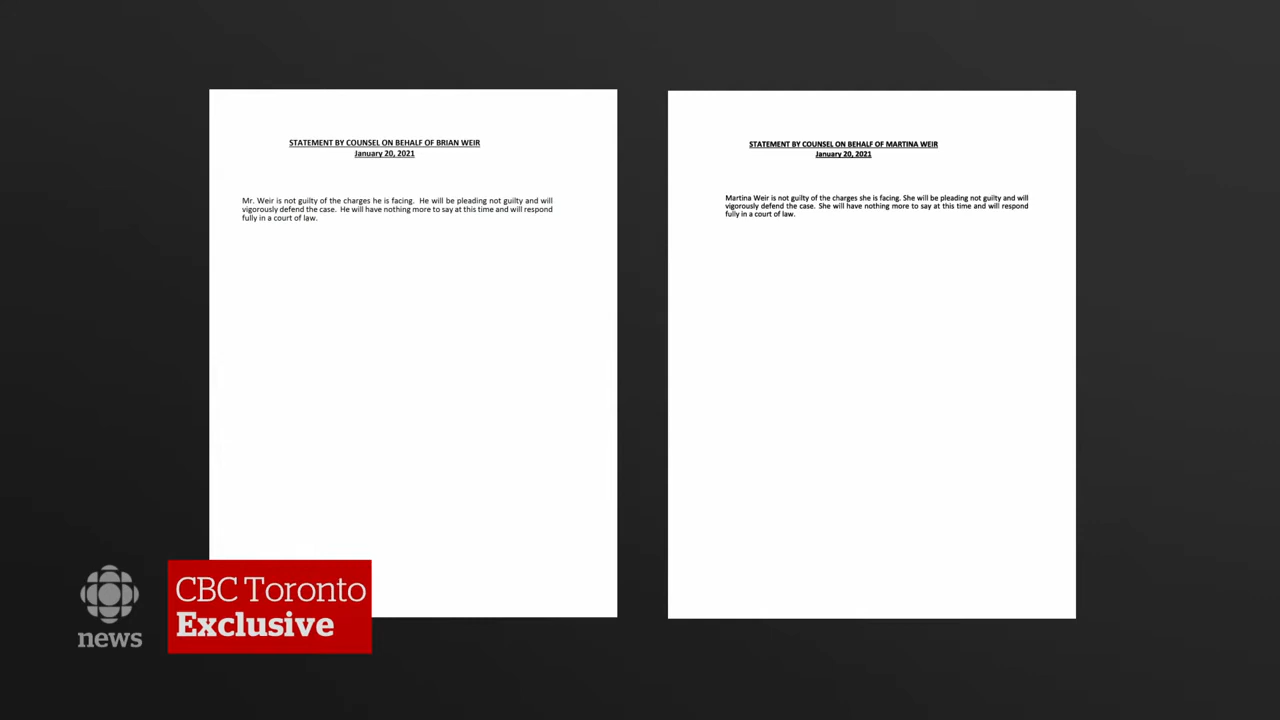 STATEMENT BY COUNSEL ON BEHALF OF BRIAN WEIR
January 20, 2021
Mr. Weir is not guilty of the charges he is facing. He will be pleading not guilty and will
vigorously defend the case. He will have nothing more to say at this time and will respond
fully in a court of law.
STATEMENT BY COUNSEL ON BEHALF OF MARTINA WEIR
January 20, 2021
Martina Weir is not guilty of the charges she is facing. She will be pleading not guilty and will
vigorously defend the case. She will have nothing more to say at this time and will respond
fully in a court of law.
news
CBC Toronto
Exclusive